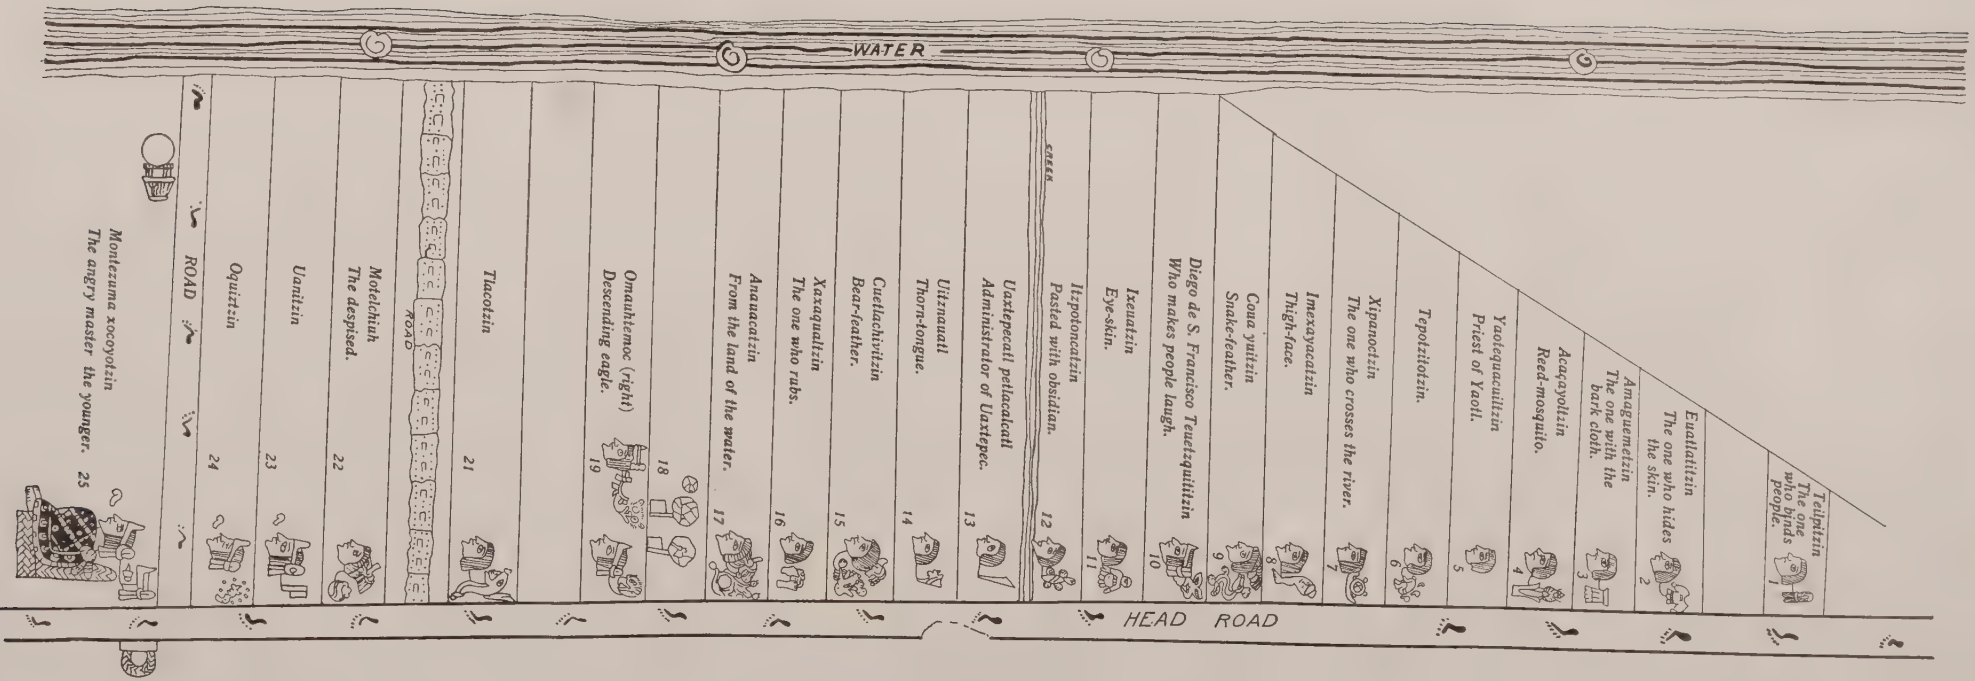 WATER
Montezuma xocoyotzin
The angry master the younger. 25
ROAD
Oquiztzin
24
Uanitzin
23
Motelchiuh
The despised.
22
ROAD
Tlacotzin
21
Omauhtemoc (right)
Descending eagle.
19
18
Anauacatzin
From the land of the water.
17
Xaxaqualtzin
The one who rubs.
16
Cuetlachivitzin
Bear-feather.
15
Uitznauatl
Thorn-tongue.
14
Uaxtepecatl petlacalcatl
Administrator of Uaxtepec.
13
CREEK
Itzpotoncatzin
Pasted with obsidian.
12
Ixeuatzin
Eye-skin.
11
Diego de S. Francisco Teuetzquititzin
Who makes people laugh.
10
Coua yuitzin
Snake-feather.
9
Imexayacatzin
Thigh-face.
8
Xipanoctzin
The one who crosses the river.
7
Tepotzitotzin.
6
Yaotequacuiltzin
Priest of Yaotl.
5
Acaçayoltzin
Reed-mosquito.
4
Amaguemetzin
The one with the
bark cloth.
3
Euatlatitzin
The one who hides
the skin.
2
Teilpitzin
The one
who binds
people.
1
HEAD ROAD